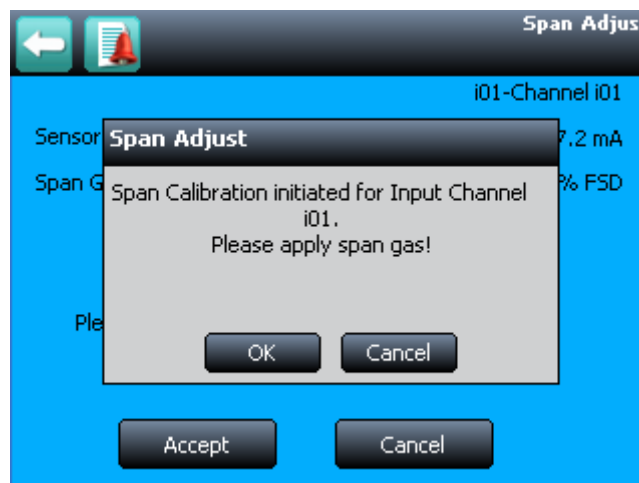 Span Adjus
i01-Channel i01
Sensor
7.2 mA
Span G
% FSD
Span Adjust
Span Calibration initiated for Input Channel
i01.
Please apply span gas!
Ple
OK Cancel
Accept Cancel